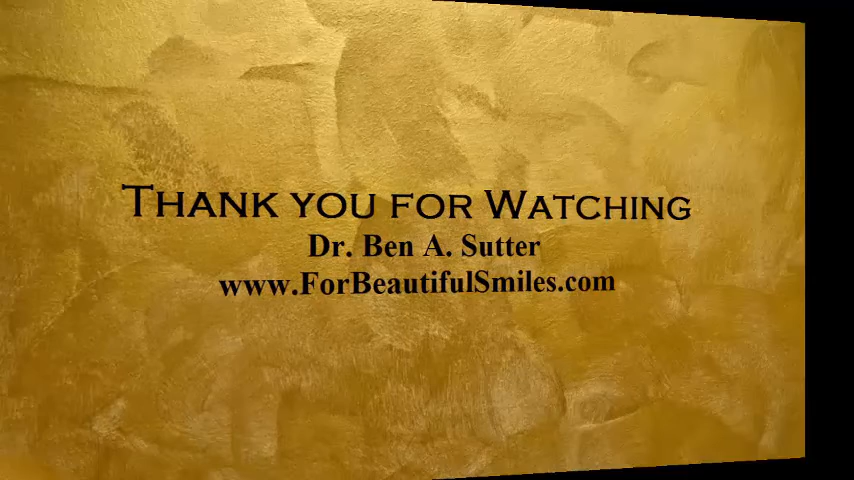 THANK YOU FOR WATCHING
Dr. Ben A. Sutter
www.ForBeautifulSmiles.com